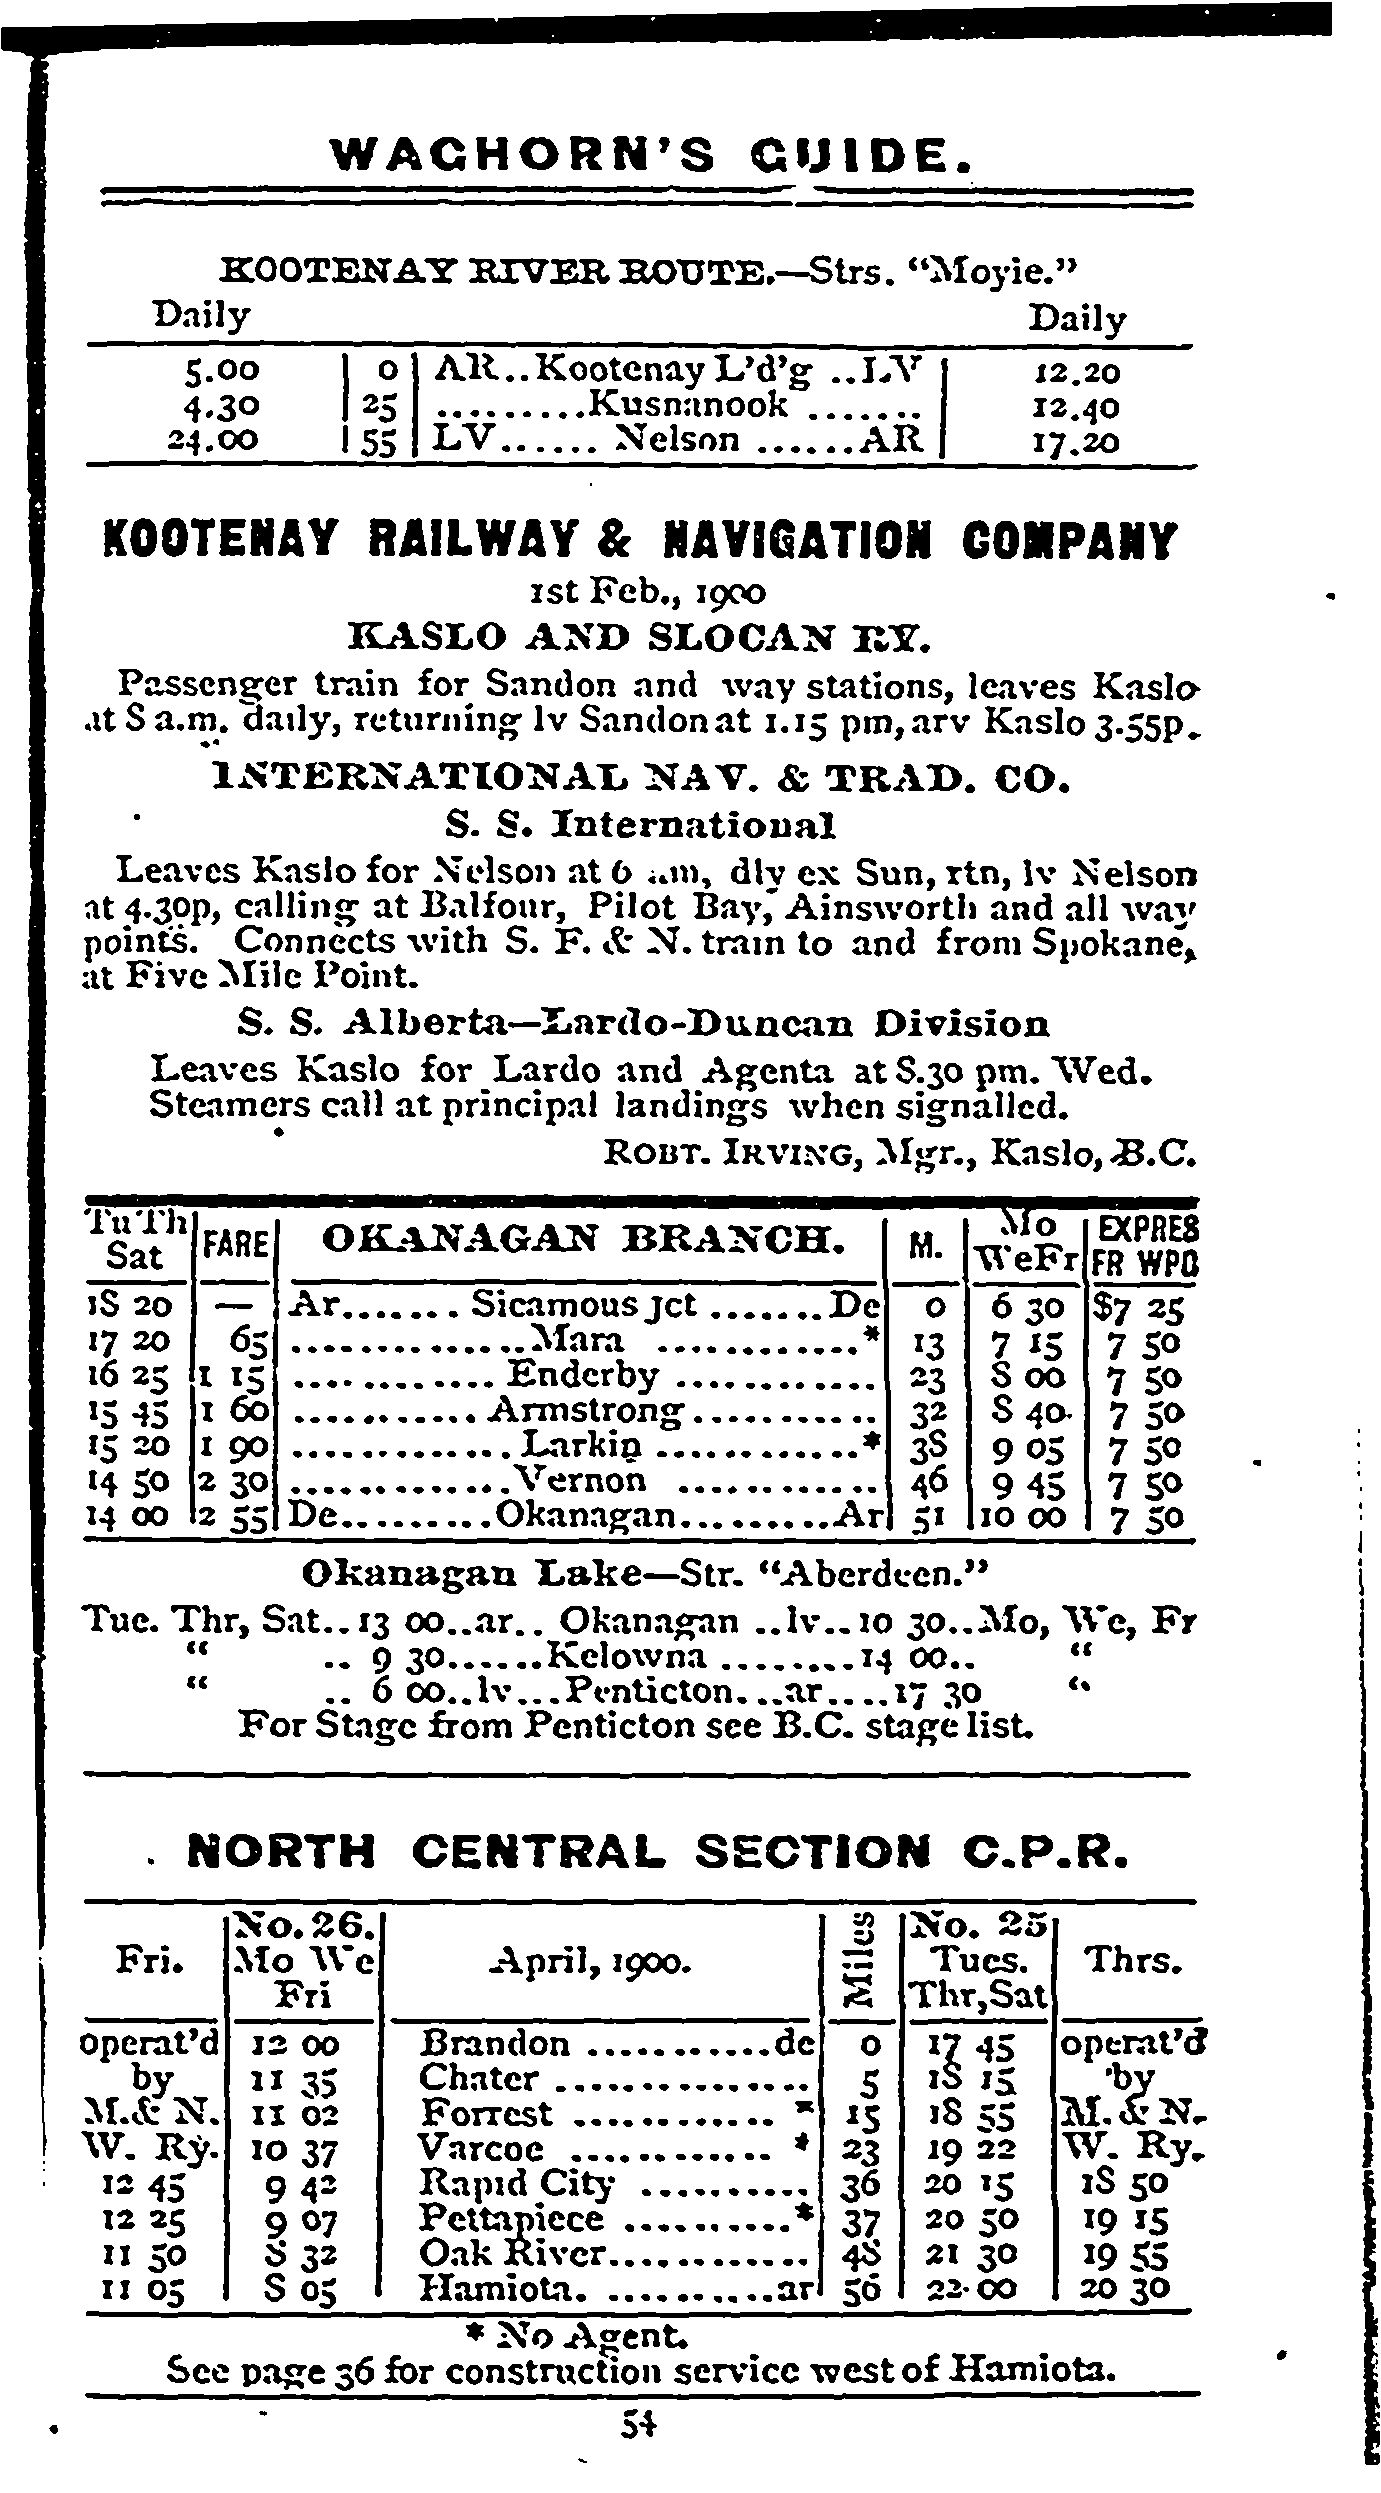 WAGHORN'S GUIDE.
KOOTENAY RIVER ROUTE.—Strs. "Moyie."
Daily Daily
5.00 0 AR..Kootenay L'd'g ..LV 12.20
4.30 25 .........Kusnanook ....... 12.40
24.00 55 LV...... Nelson ......AR 17.20
KOOTENAY RAILWAY & NAVIGATION COMPANY
1st Feb., 1900
KASLO AND SLOCAN RY.
Passenger train for Sandon and way stations, leaves Kaslo
at 8 a.m. daily, returning lv Sandon at 1.15 pm, arv Kaslo 3.55p.
INTERNATIONAL NAV. & TRAD. CO.
S. S. International
Leaves Kaslo for Nelson at 6 am, dly ex Sun, rtn, lv Nelson
at 4.30p, calling at Balfour, Pilot Bay, Ainsworth and all way
points. Connects with S. F. & N. train to and from Spokane,
at Five Mile Point.
S. S. Alberta—Lardo-Duncan Division
Leaves Kaslo for Lardo and Agenta at 8.30 pm. Wed.
Steamers call at principal landings when signalled.
ROBT. IRVING, Mgr., Kaslo, B.C.
Tu Th Sat FARE OKANAGAN BRANCH. M. Mo WeFr EXPRES FR WPG
18 20 — Ar....... Sicamous Jct .......De 0 6 30 $7 25
17 20 65 ..............Mara ............* 13 7 15 7 50
16 25 1 15 ............ Enderby ............ 23 8 00 7 50
15 45 1 60 ........... Armstrong........... 32 8 40 7 50
15 20 1 90 ............. Larkin ............* 38 9 05 7 50
14 50 2 30 .............Vernon ............ 46 9 45 7 50
14 00 2 55 De.........Okanagan.........Ar 51 10 00 7 50
Okanagan Lake—Str. "Aberdeen."
Tue. Thr, Sat..13 00..ar.. Okanagan ..lv..10 30..Mo, We, Fr
" .. 9 30......Kelowna .........14 00.. "
" .. 6 00..lv...Penticton...ar....17 30 "
For Stage from Penticton see B.C. stage list.
NORTH CENTRAL SECTION C.P.R.
Fri. No. 26. Mo We Fri April, 1900. Miles No. 25 Tues. Thr,Sat Thrs.
operat'd 12 00 Brandon ...........de 0 17 45 operat'd
by 11 35 Chater ............... 5 18 15 by
M.& N. 11 02 Forrest ............ * 15 18 55 M. & N.
W. Ry. 10 37 Varcoe ............ * 23 19 22 W. Ry.
12 45 9 42 Rapid City .......... 36 20 15 18 50
12 25 9 07 Pettapiece ..........* 37 20 50 19 15
11 50 8 32 Oak River............ 48 21 30 19 55
11 05 8 05 Hamiota. ..........ar 56 22 00 20 30
* No Agent.
See page 36 for construction service west of Hamiota.
54